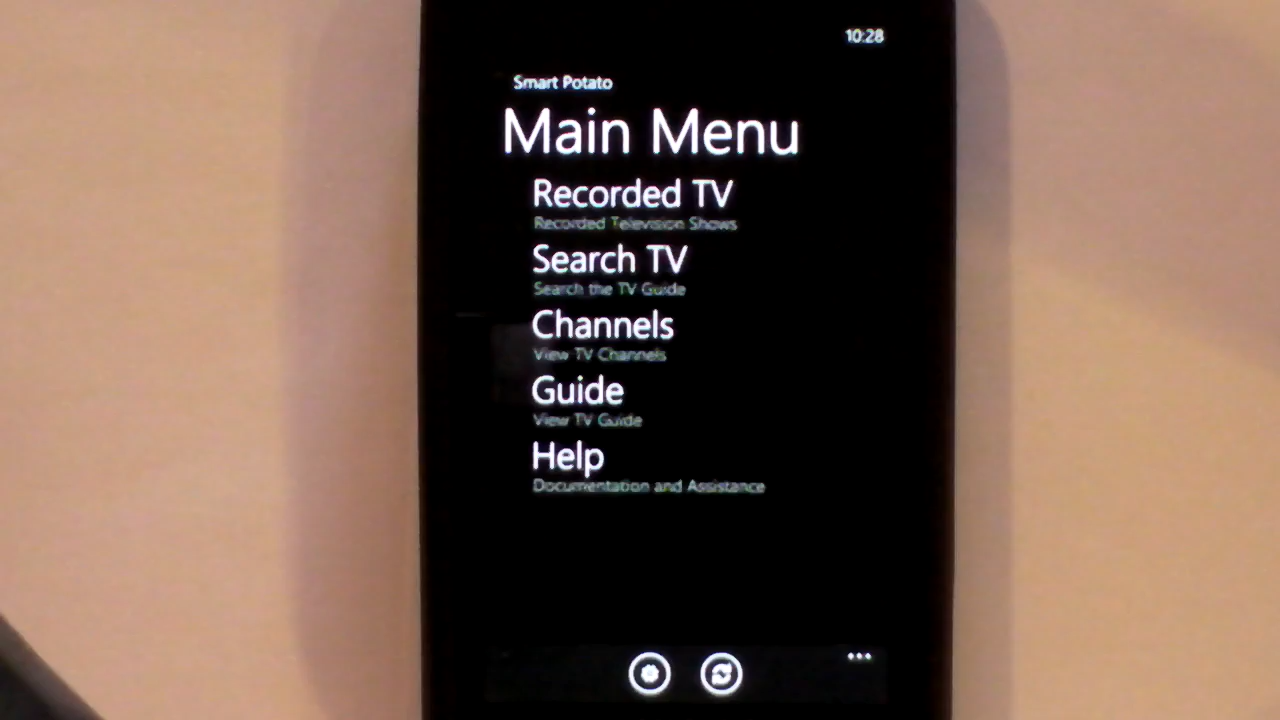 10:28
Smart Potato
Main Menu
Recorded TV
Recorded Television Shows
Search TV
Search the TV Guide
Channels
View TV Channels
Guide
View TV Guide
Help
Documentation and Assistance